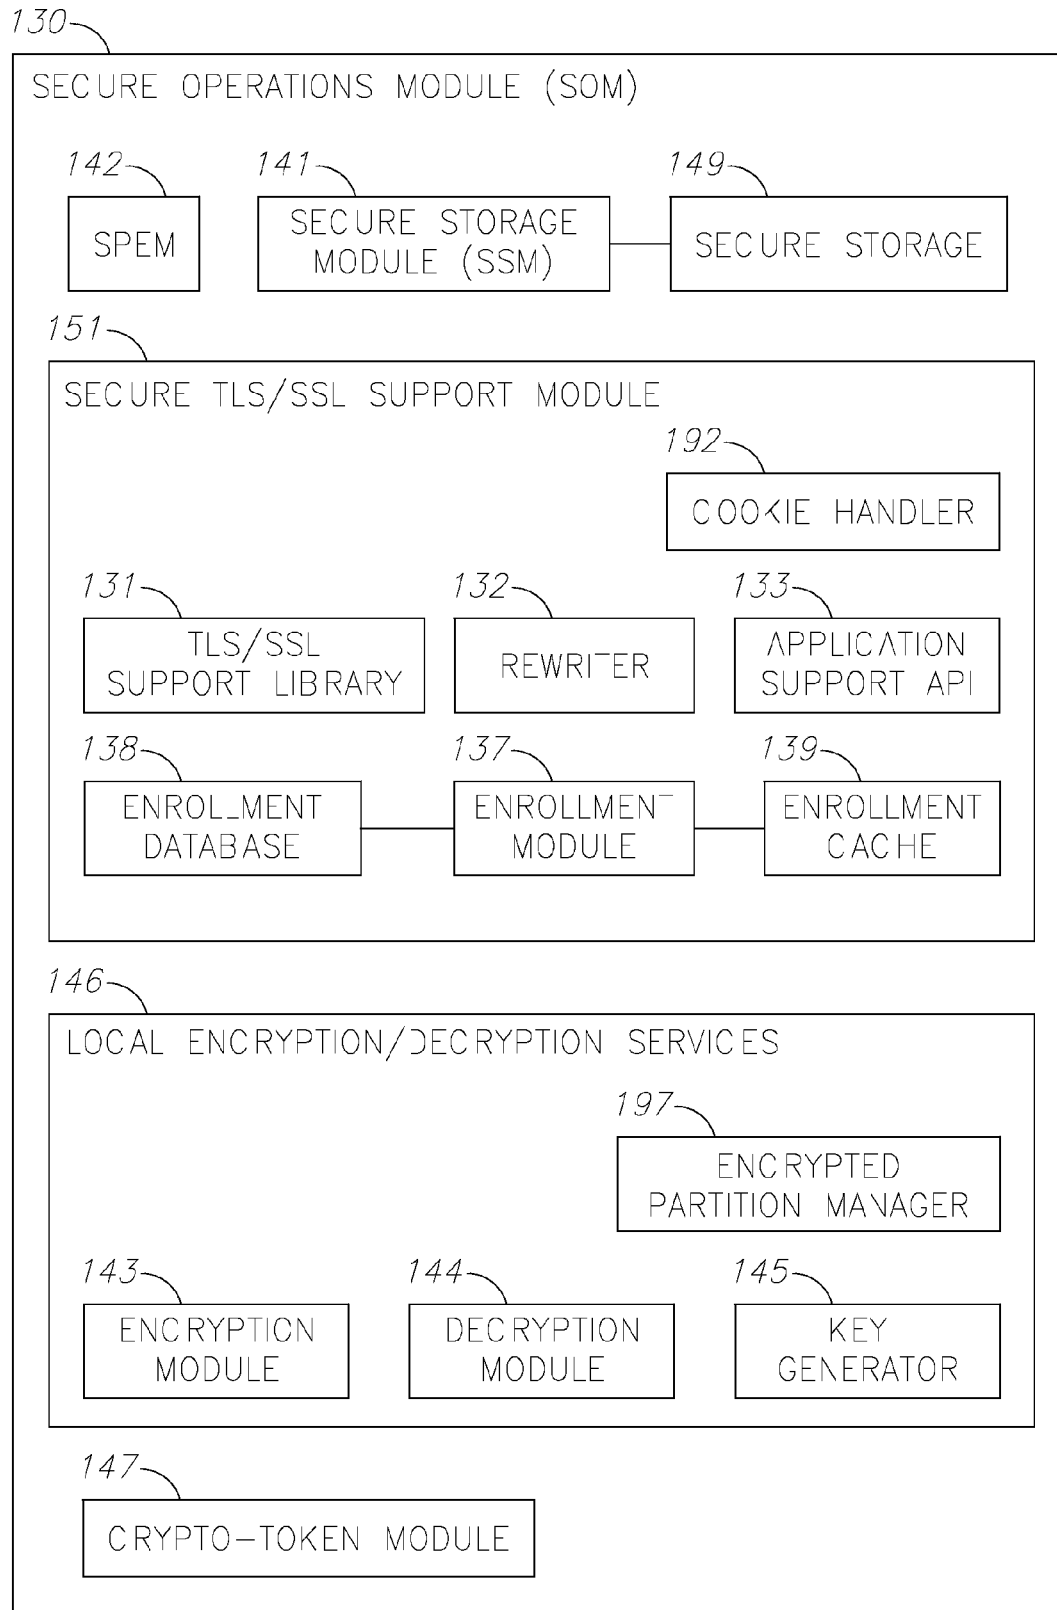 130
SECURE OPERATIONS MODULE (SOM)
142
141
149
SPEM
SECURE STORAGE
MODULE (SSM)
SECURE STORAGE
151
SECURE TLS/SSL SUPPORT MODULE
192
COOKIE HANDLER
131
132
133
TLS/SSL
SUPPORT LIBRARY
REWRITER
APPLICATION
SUPPORT API
138
137
139
ENROLLMENT
DATABASE
ENROLLMENT
MODULE
ENROLLMENT
CACHE
146
LOCAL ENCRYPTION/DECRYPTION SERVICES
197
ENCRYPTED
PARTITION MANAGER
143
144
145
ENCRYPTION
MODULE
DECRYPTION
MODULE
KEY
GENERATOR
147
CRYPTO-TOKEN MODULE